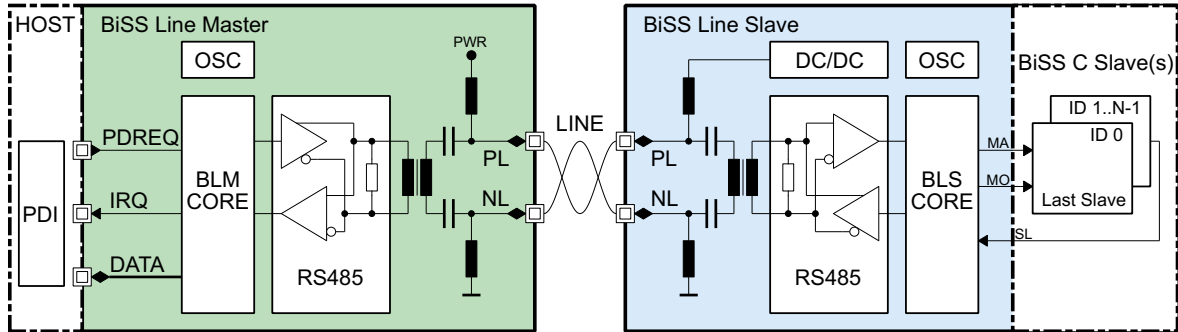 HOST
BiSS Line Master
BiSS Line Slave
PWR
OSC
DC/DC
OSC
BiSS C Slave(s)
ID 1..N-1
ID 0
PDREQ
LINE
MA
PL
PL
PDI
IRQ
BLM
CORE
NL
NL
BLS
CORE
MO
Last Slave
SL
DATA
RS485
RS485